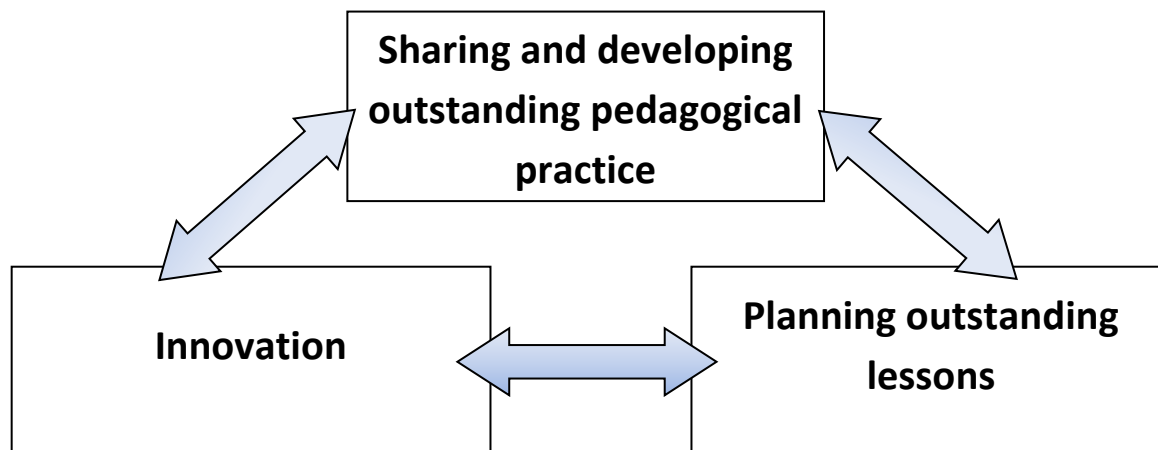 Sharing and developing
outstanding pedagogical
practice
Innovation
Planning outstanding
lessons